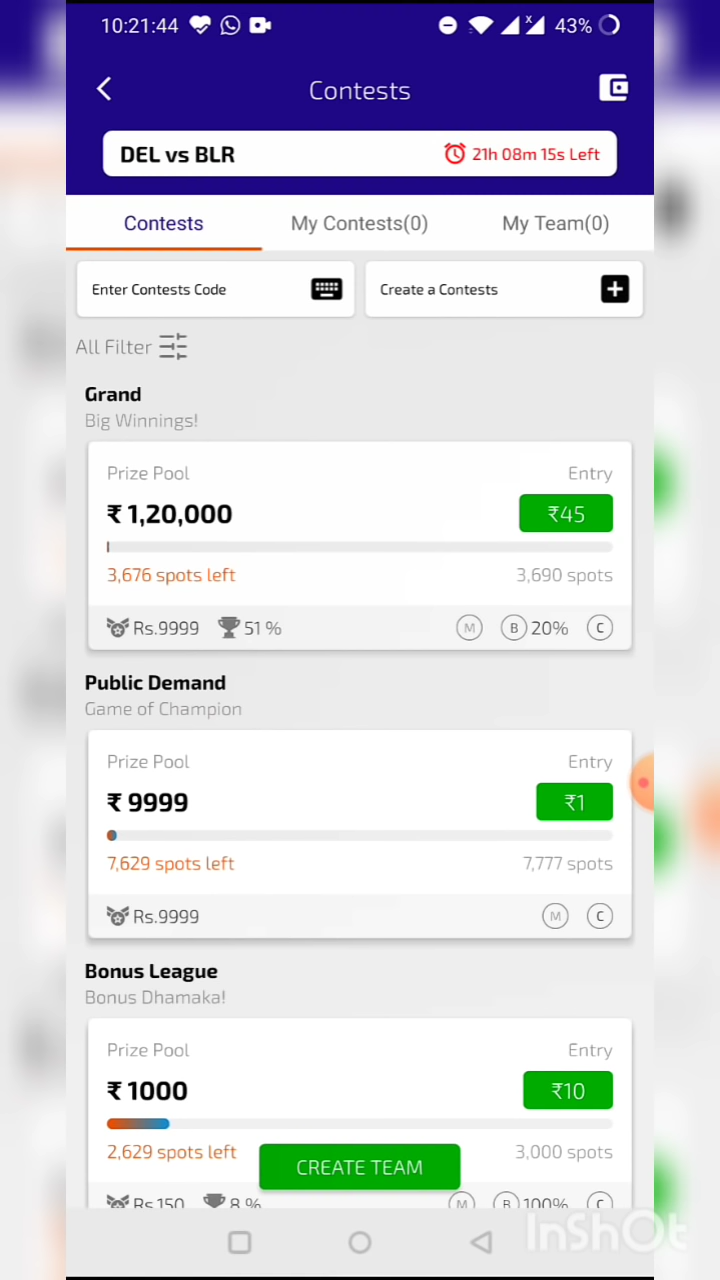 10:21:44 43%
Contests
DEL vs BLR 21h 08m 15s Left
Contests My Contests(0) My Team(0)
Enter Contests Code Create a Contests
All Filter
Grand
Big Winnings!
Prize Pool Entry
₹ 1,20,000 ₹45
3,676 spots left 3,690 spots
Rs.9999 51 % M B 20% C
Public Demand
Game of Champion
Prize Pool Entry
₹ 9999 ₹1
7,629 spots left 7,777 spots
Rs.9999 M C
Bonus League
Bonus Dhamaka!
Prize Pool Entry
₹ 1000 ₹10
2,629 spots left 3,000 spots
CREATE TEAM
Rs.150 8 % M B 100% C
InShOt